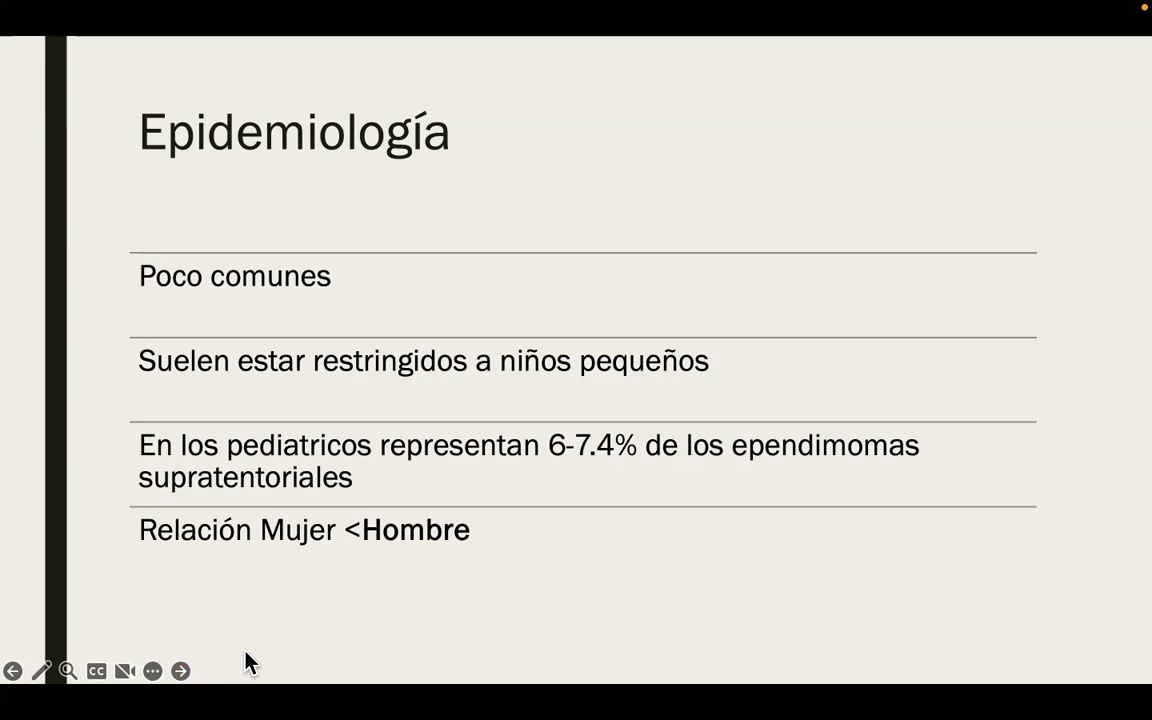 Epidemiología
Poco comunes
Suelen estar restringidos a niños pequeños
En los pediatricos representan 6-7.4% de los ependimomas
supratentoriales
Relación Mujer <Hombre
CC